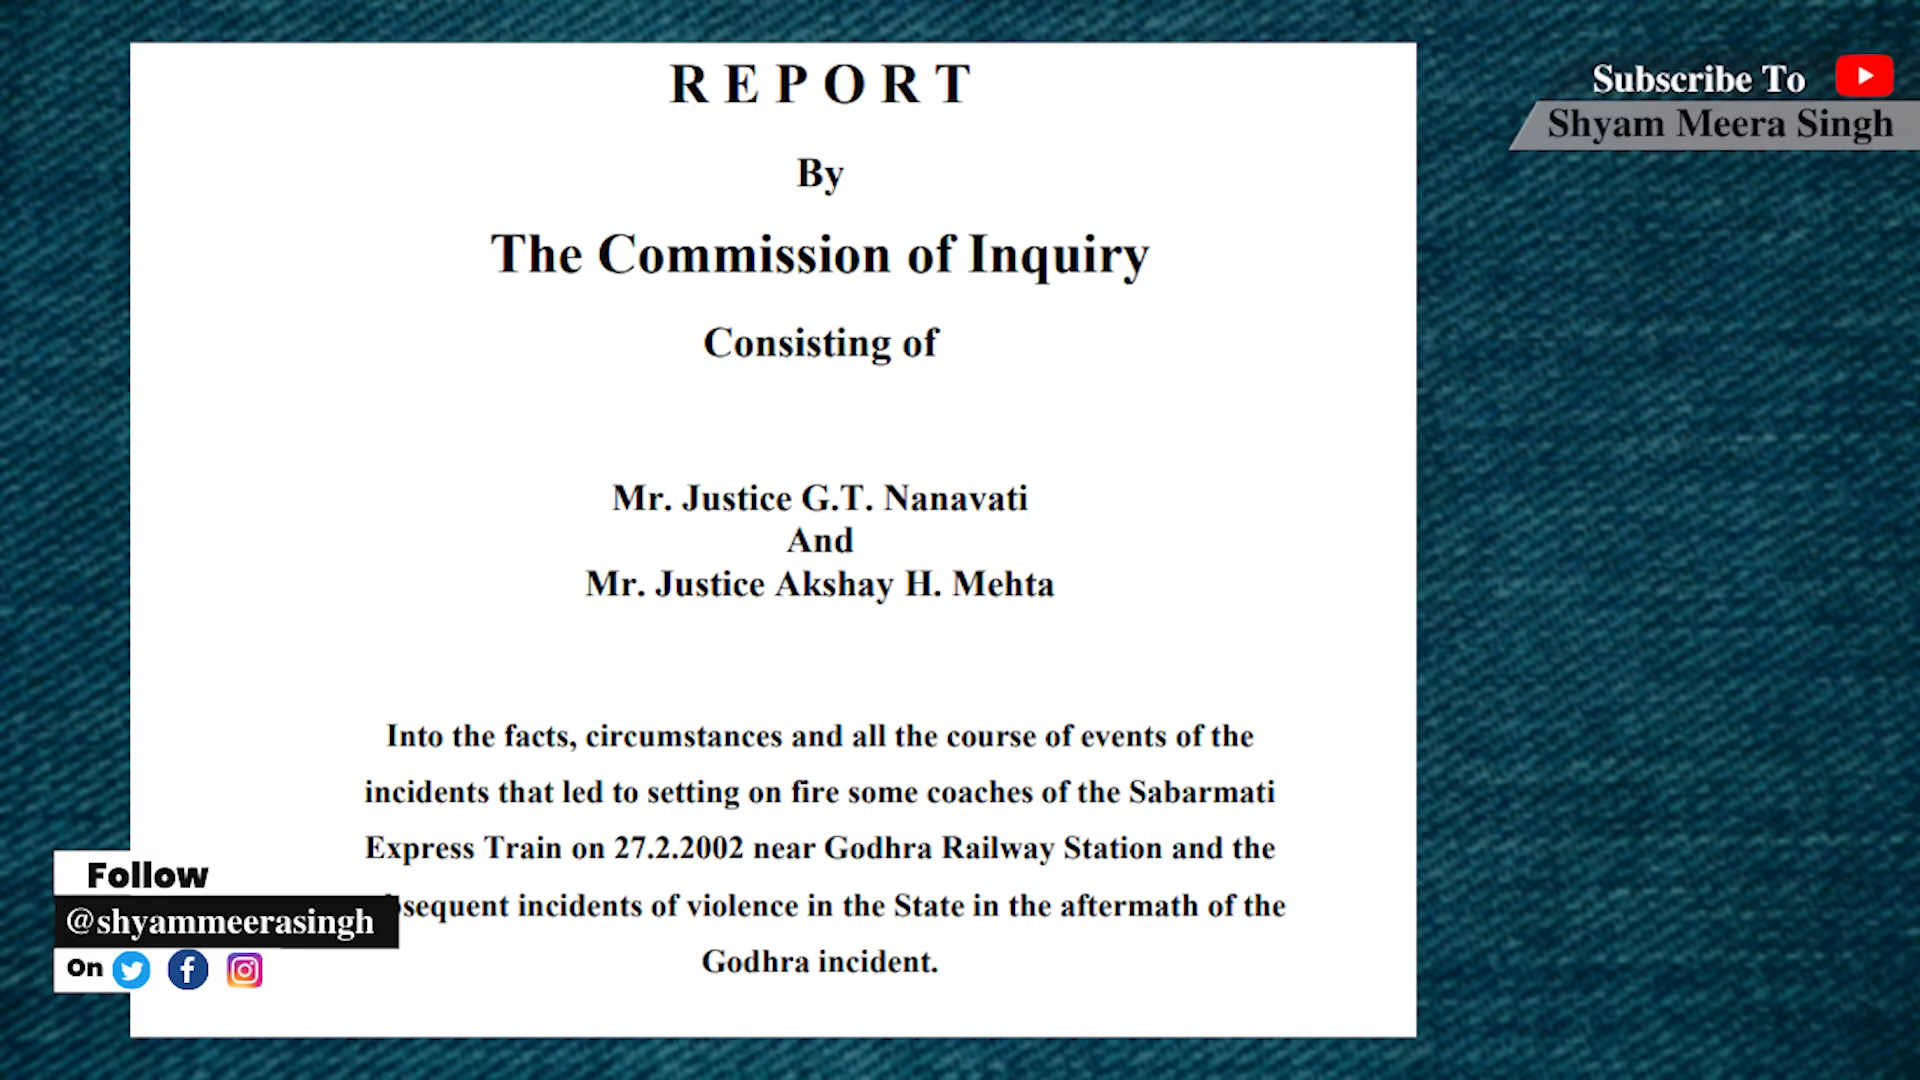 REPORT
By
The Commission of Inquiry
Consisting of
Mr. Justice G.T. Nanavati
And
Mr. Justice Akshay H. Mehta
Into the facts, circumstances and all the course of events of the
incidents that led to setting on fire some coaches of the Sabarmati
Express Train on 27.2.2002 near Godhra Railway Station and the
incidents of violence in the State in the aftermath of the
Godhra incident.
Subscribe To
Shyam Meera Singh
Follow
@shyammeerasingh
On